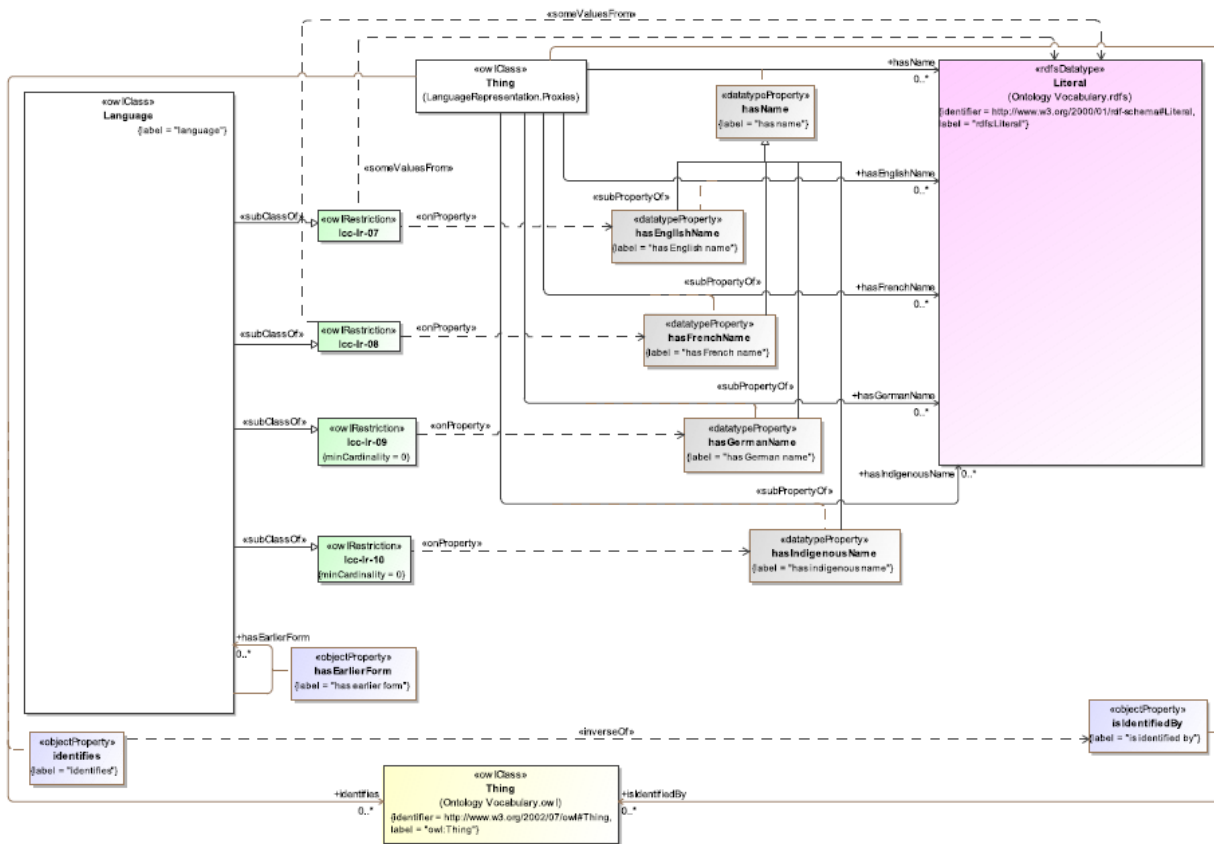 «someValuesFrom»
«owlClass»
Thing
(LanguageRepresentation.Proxies)
+hasName
0..*
«rdfsDatatype»
Literal
(Ontology Vocabulary.rdfs)
{identifier = http://www.w3.org/2000/01/rdf-schema#Literal,
label = "rdfs:Literal"}
«owlClass»
Language
{label = "language"}
«datatypeProperty»
hasName
{label = "has name"}
«someValuesFrom»
+hasEnglishName
0..*
«subPropertyOf»
«subClassOf»
«owlRestriction»
lcc-lr-07
«onProperty»
«datatypeProperty»
hasEnglishName
{label = "has English name"}
«subPropertyOf»
+hasFrenchName
0..*
«subClassOf»
«owlRestriction»
lcc-lr-08
«onProperty»
«datatypeProperty»
hasFrenchName
{label = "has French name"}
«subPropertyOf»
+hasGermanName
0..*
«subClassOf»
«owlRestriction»
lcc-lr-09
{minCardinality = 0}
«onProperty»
«datatypeProperty»
hasGermanName
{label = "has German name"}
+hasIndigenousName 0..*
«subPropertyOf»
«subClassOf»
«owlRestriction»
lcc-lr-10
{minCardinality = 0}
«onProperty»
«datatypeProperty»
hasIndigenousName
{label = "has indigenous name"}
+hasEarlierForm
0..*
«objectProperty»
hasEarlierForm
{label = "has earlier form"}
«objectProperty»
identifies
{label = "identifies"}
«inverseOf»
«objectProperty»
isIdentifiedBy
{label = "is identified by"}
+identifies
0..*
«owlClass»
Thing
(Ontology Vocabulary.owl)
{identifier = http://www.w3.org/2002/07/owl#Thing,
label = "owl:Thing"}
+isIdentifiedBy
0..*